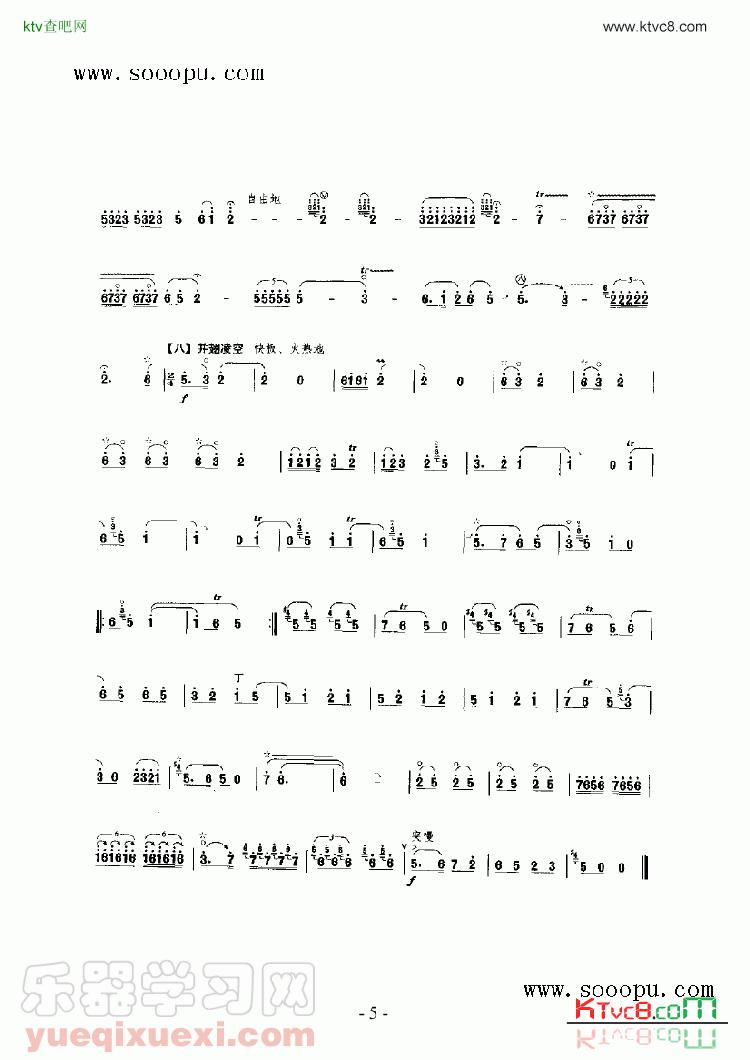 ktv查吧网
www.ktvc8.com
www.sooopu.com
自由地
5323 5323 5 61 2 - - - 2 - 2 - 32123212 2 - 7 - 6737 6737
6737 6737 6 5 2 - 55555 5 - 3 - 6. 1 2 6 5 5. 3 - 22222
【八】开翅凌空 快板、火热地
2. 6 5. 3 2 | 2 0 | 6161 2 | 2 0 | 6 3 2 | 6 3 2 |
f
6 3 6 3 6 3 2 | 1212 3 2 | 1 2 3 2 5 | 3. 2 1 | 1 0 1 |
6 5 1 | 1 0 1 | 0 5 1 | 1 6 5 1 | 5. 7 6 5 | 3 5 1 0
6 5 1 | 1 6 5 :‖ 5 5 5 5 | 7 6 5 0 | 5 5 5 5 | 7 6 5 6 |
6 5 6 5 | 3 2 1 5 | 5 1 2 1 | 5 2 1 2 | 5 1 2 1 | 7 6 5 3 |
3 0 2321 | 5. 6 5 0 | 7 6. | 6 - | 2 5 2 5 | 2 5 2 5 | 7656 7656 |
突慢
161616 161616 | 3. 7 7 7 7 7 | 6 6 6 6 6 | 5. 6 7 2 | 6 5 2 3 | 5 0 0 ‖
f
乐器学习网
yueqixuexi.com
- 5 -
www.sooopu.com
KTvc8.com